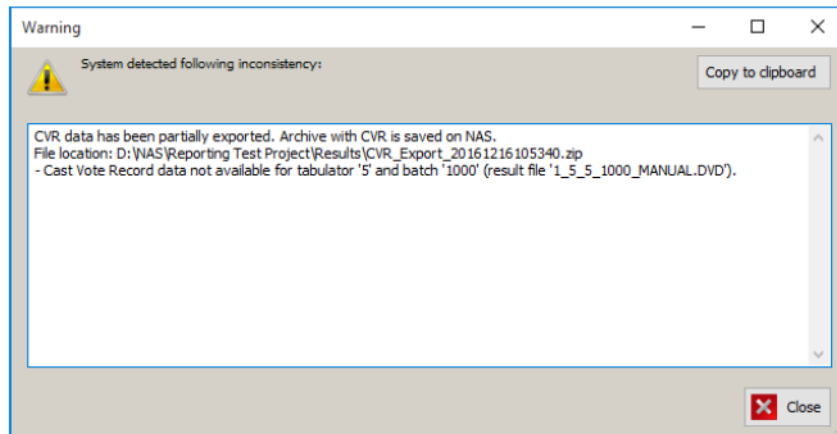 Warning
System detected following inconsistency:
Copy to clipboard
CVR data has been partially exported. Archive with CVR is saved on NAS.
File location: D:\NAS\Reporting Test Project\Results\CVR_Export_20161216105340.zip
- Cast Vote Record data not available for tabulator '5' and batch '1000' (result file '1_5_5_1000_MANUAL.DVD').
Close